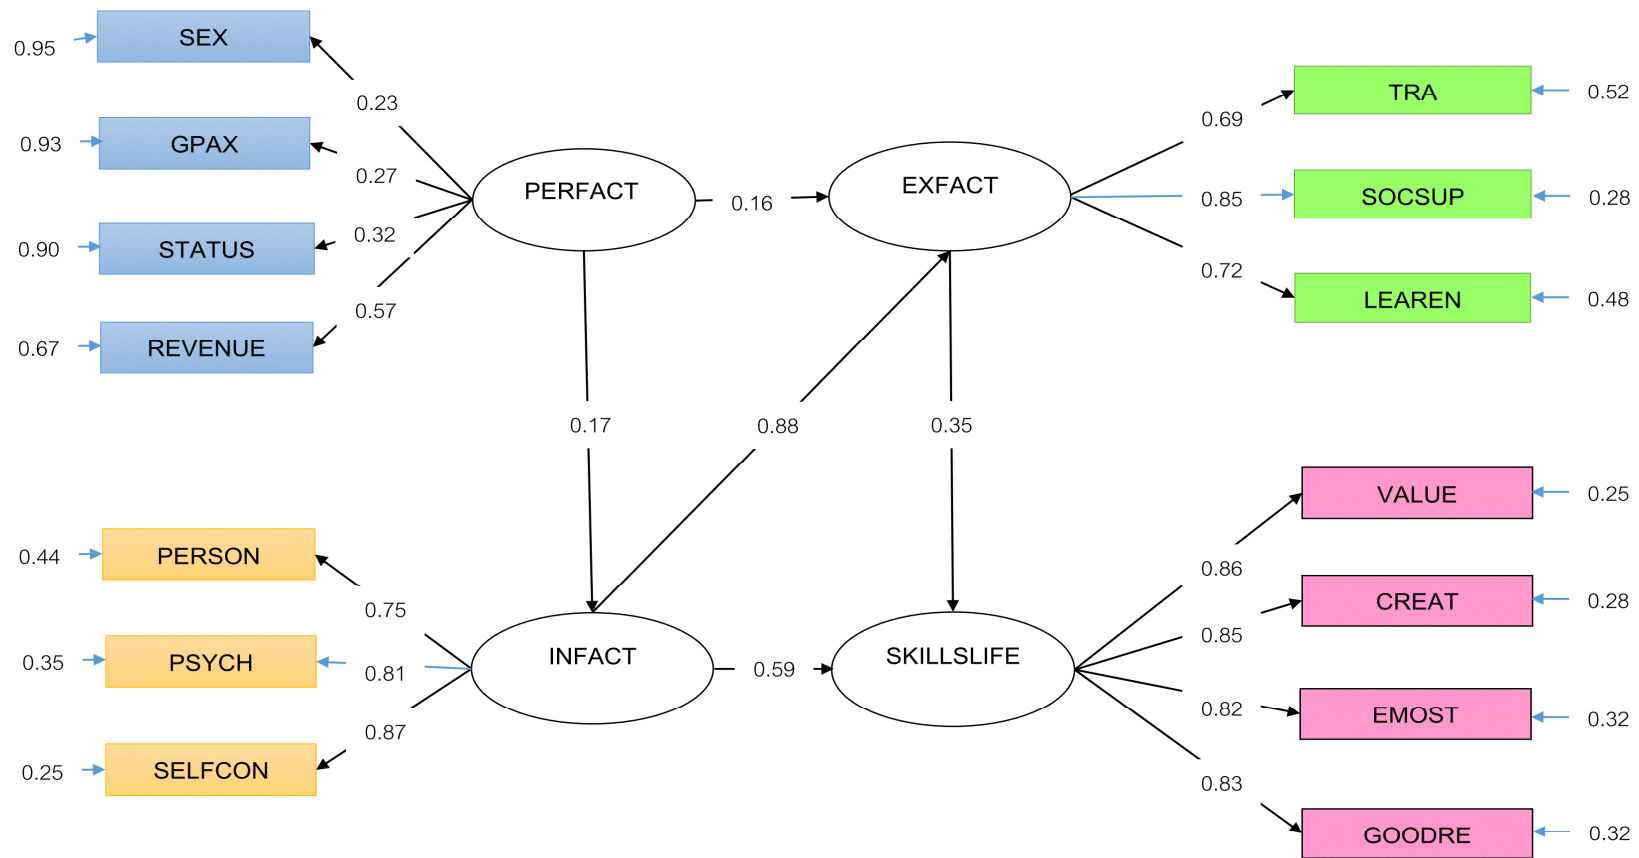 0.95 SEX
0.23
0.93 GPAX
0.27
0.90 STATUS
0.32
0.67 REVENUE
0.57
PERFACT
0.16
EXFACT
0.69
TRA 0.52
0.85
SOCSUP 0.28
0.72
LEAREN 0.48
0.17
0.88
0.35
0.44 PERSON
0.75
0.35 PSYCH
0.81
0.25 SELFCON
0.87
INFACT
0.59
SKILLSLIFE
0.86
VALUE 0.25
0.85
CREAT 0.28
0.82
EMOST 0.32
0.83
GOODRE 0.32